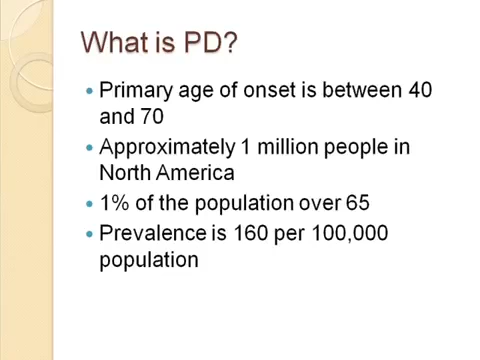 What is PD?
Primary age of onset is between 40
and 70
Approximately 1 million people in
North America
1% of the population over 65
Prevalence is 160 per 100,000
population